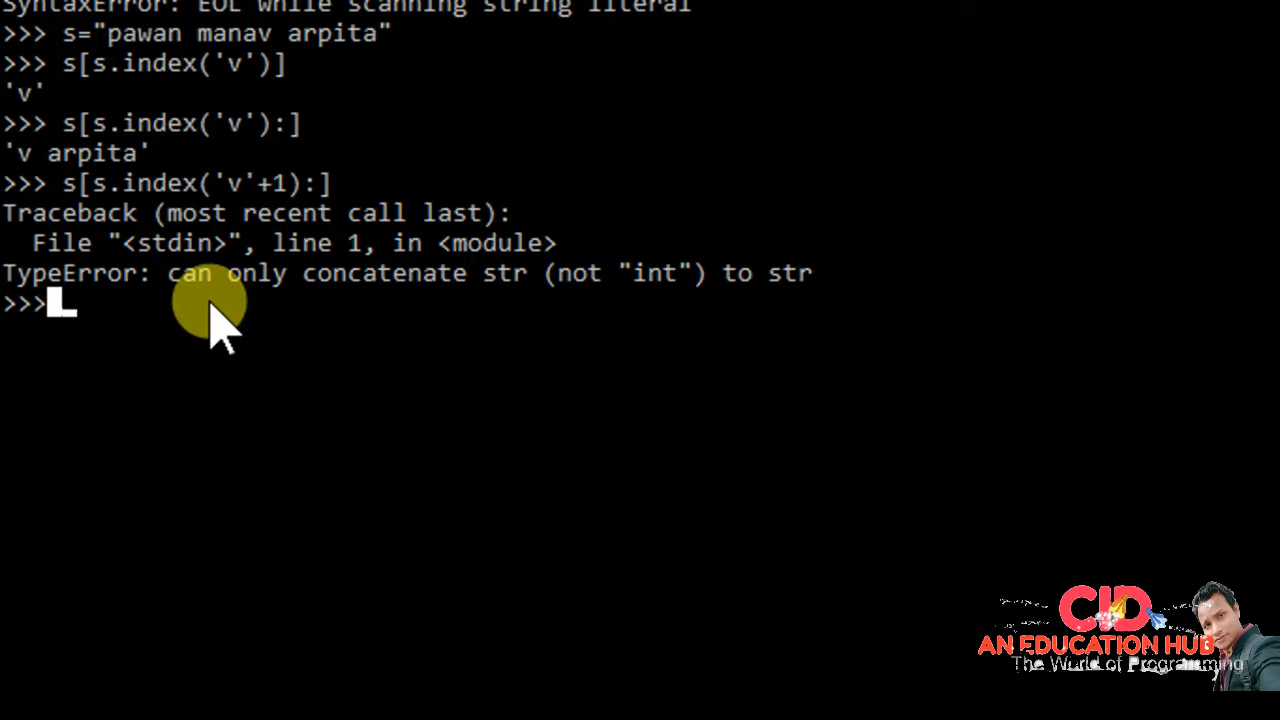 SyntaxError: EOL while scanning string literal
>>> s="pawan manav arpita"
>>> s[s.index('v')]
'v'
>>> s[s.index('v'):]
'v arpita'
>>> s[s.index('v'+1):]
Traceback (most recent call last):
  File "<stdin>", line 1, in <module>
TypeError: can only concatenate str (not "int") to str
>>>
CID
AN EDUCATION HUB
The World of Programming